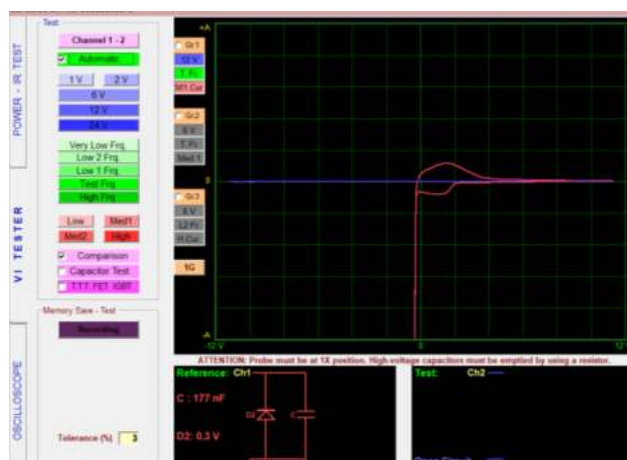 Test:
Channel 1 - 2
Automatic
1 V
2 V
6 V
12 V
24 V
Very Low Frq.
Low 2 Frq.
Low 1 Frq.
Test Frq.
High Frq.
Low
Med1
Med2
High
Comparison
Capacitor Test
T.T.T. FET -IGBT
Memory Save - Test
Recording
Tolerance (%)
3
POWER - IR TEST
VI TESTER
OSCILLOSCOPE
Gr1
12 V
T. Fr.
M1 Cur
Gr2
6 V
T. Fr.
Med 1
Gr3
6 V
L2 Fr.
H Cur
1G
+A
0
-A
-12 V
0
12
ATTENTION: Probe must be at 1X position. High-voltage capacitors must be emptied by using a resistor.
Reference: Ch1
C : 177 nF
D2: 0,3 V
D2
C
Test: Ch2